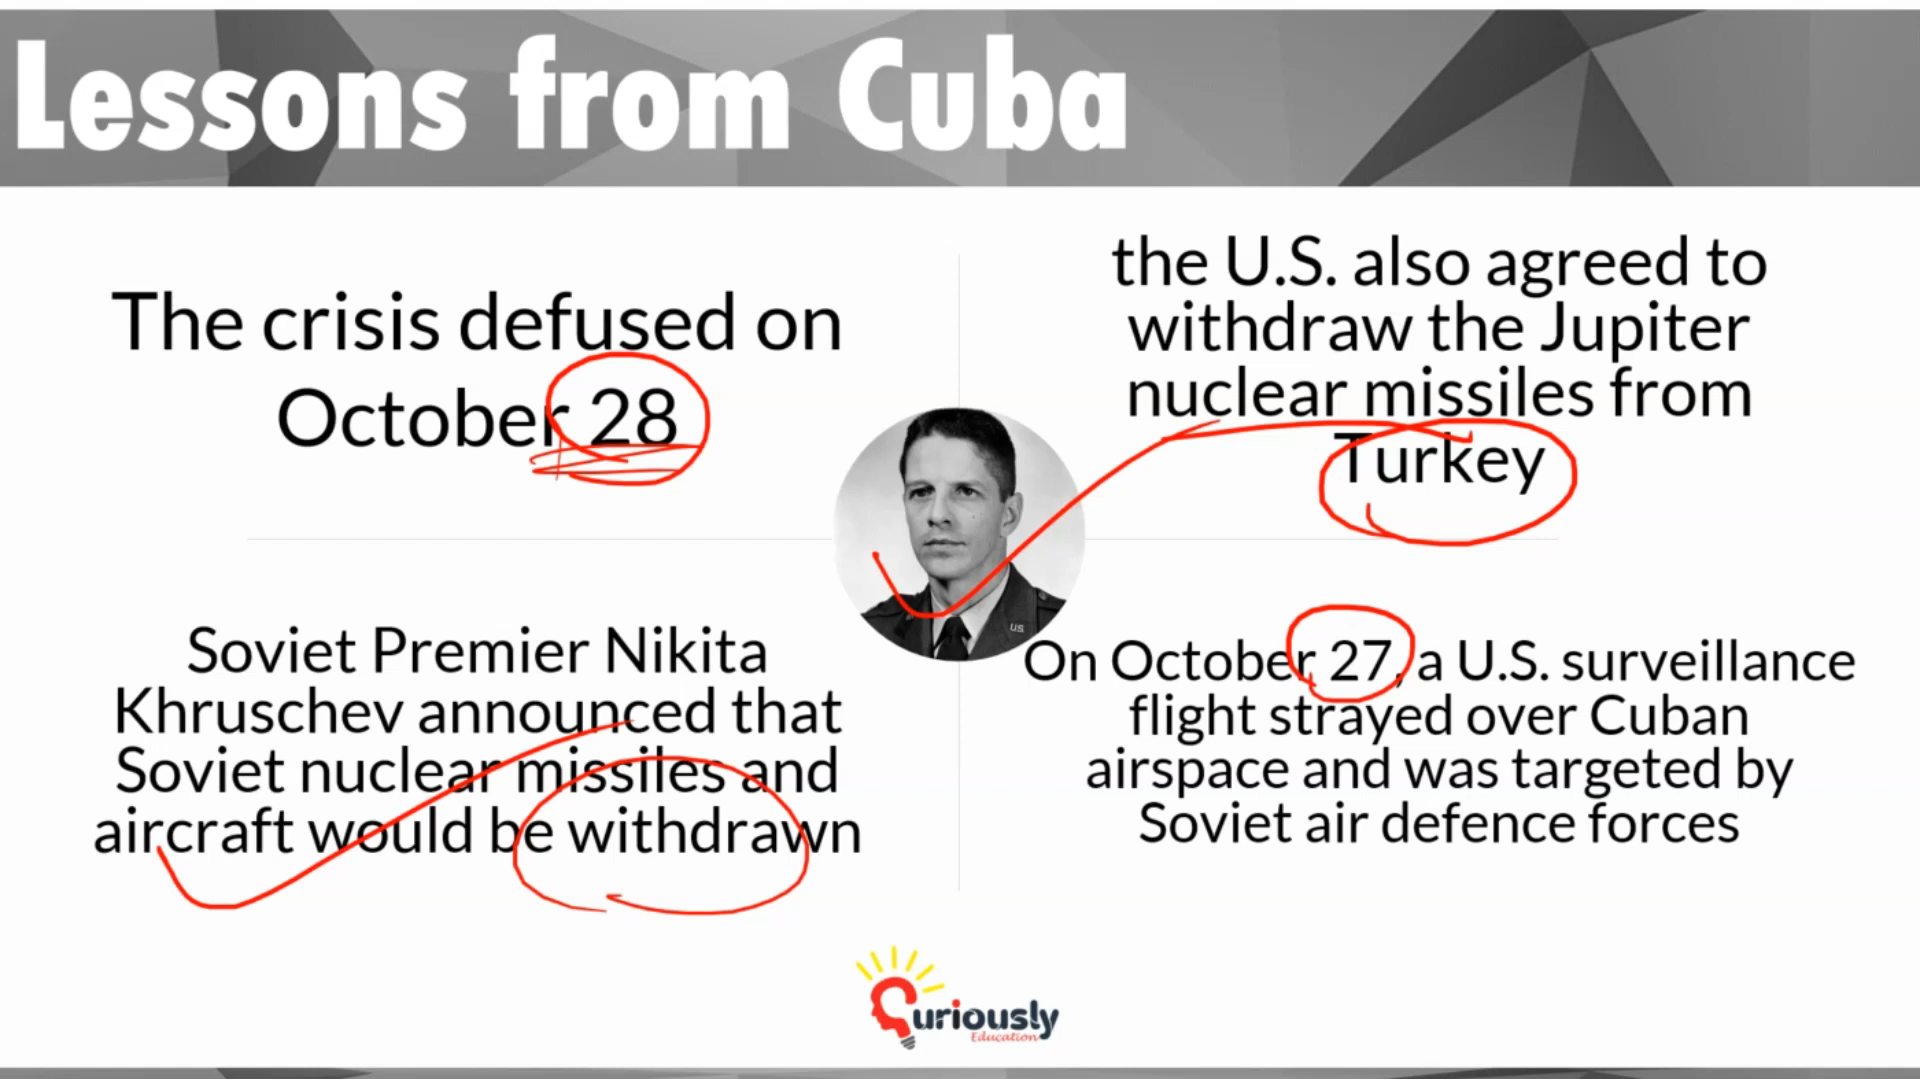 Lessons from Cuba
The crisis defused on
October 28
the U.S. also agreed to
withdraw the Jupiter
nuclear missiles from
Turkey
Soviet Premier Nikita
Khruschev announced that
Soviet nuclear missiles and
aircraft would be withdrawn
On October 27, a U.S. surveillance
flight strayed over Cuban
airspace and was targeted by
Soviet air defence forces
U.S
Curiously
Education